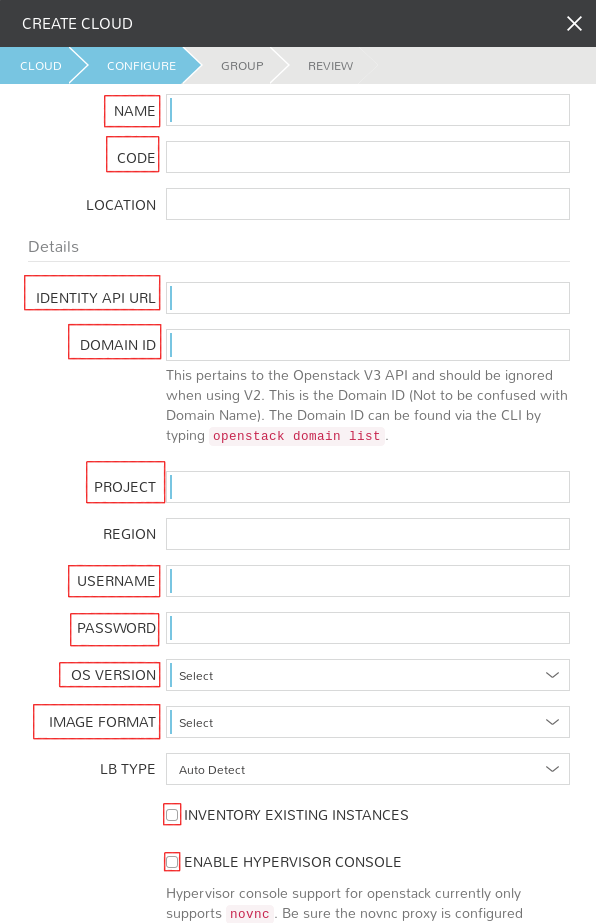 CREATE CLOUD
CLOUD CONFIGURE GROUP REVIEW
NAME
CODE
LOCATION
Details
IDENTITY API URL
DOMAIN ID
This pertains to the Openstack V3 API and should be ignored
when using V2. This is the Domain ID (Not to be confused with
Domain Name). The Domain ID can be found via the CLI by
typing openstack domain list.
PROJECT
REGION
USERNAME
PASSWORD
OS VERSION Select
IMAGE FORMAT Select
LB TYPE Auto Detect
INVENTORY EXISTING INSTANCES
ENABLE HYPERVISOR CONSOLE
Hypervisor console support for openstack currently only
supports novnc. Be sure the novnc proxy is configured